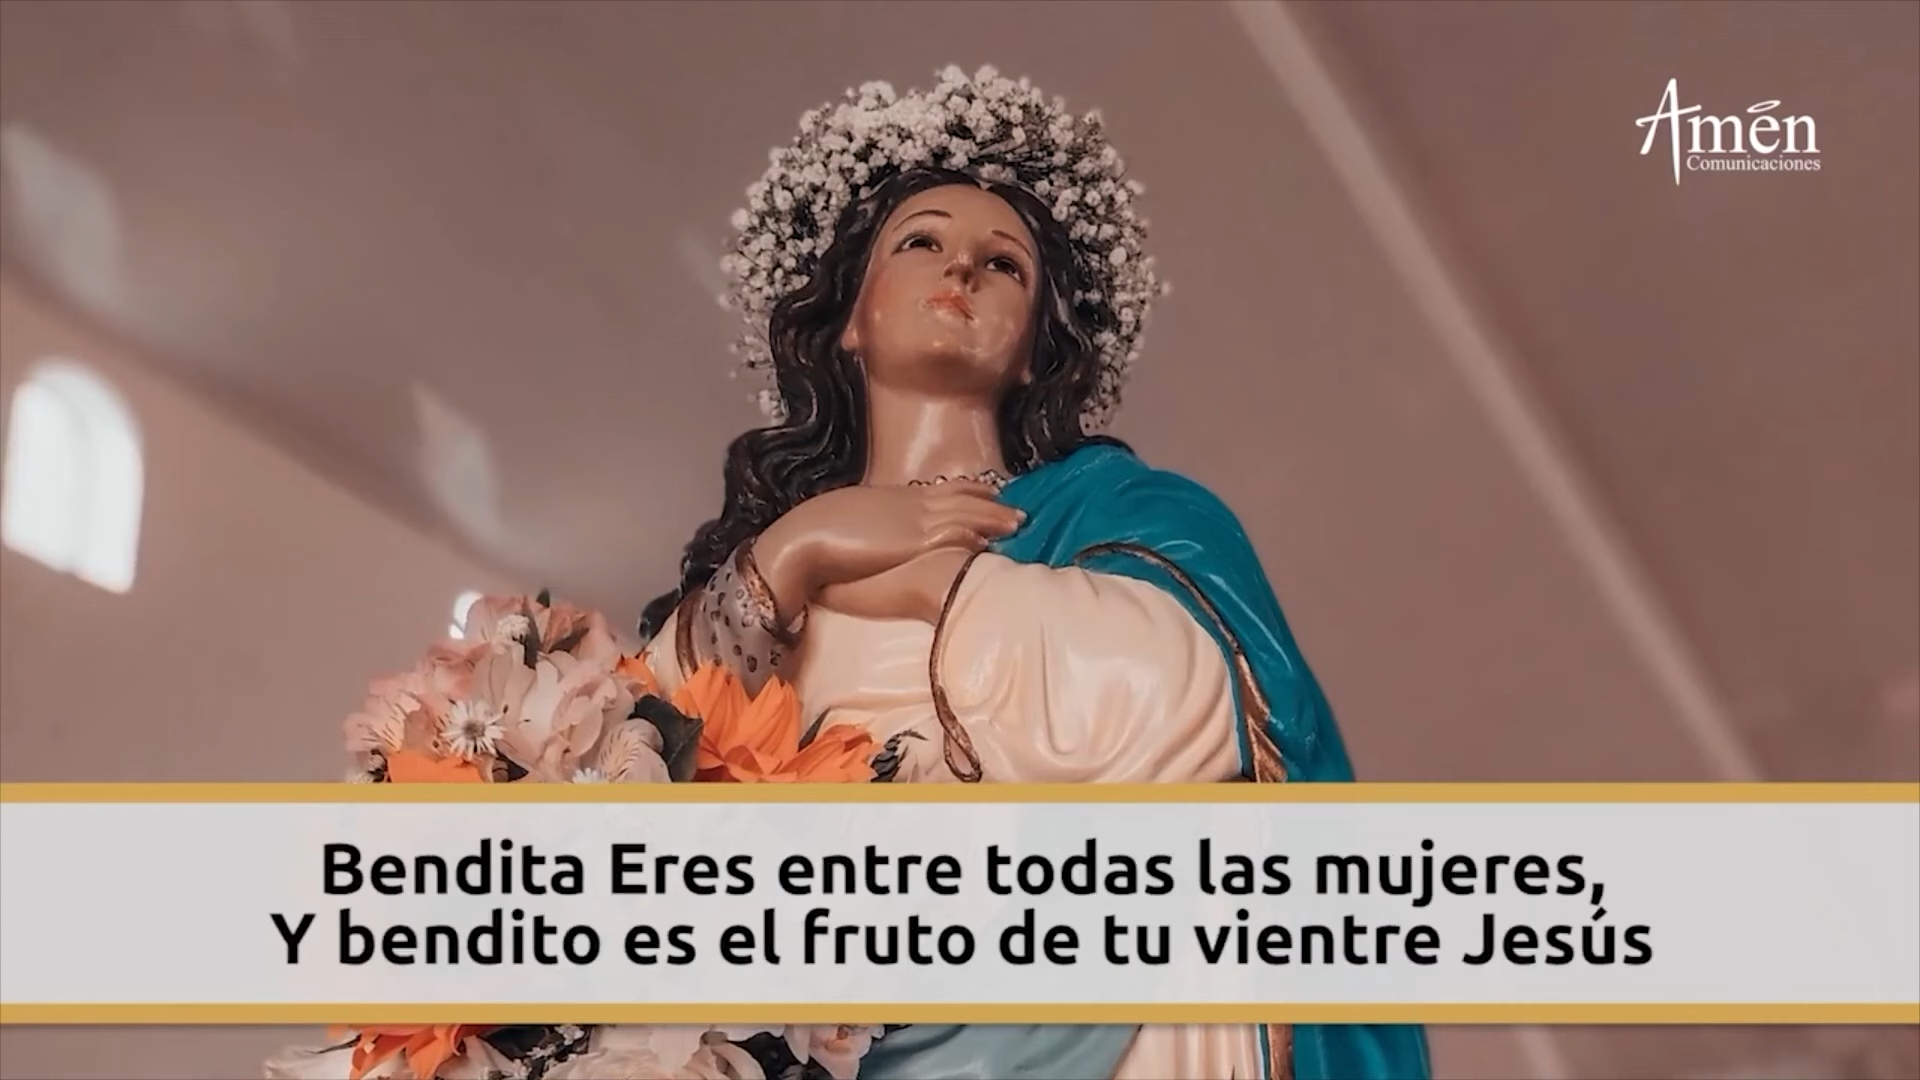 Amén
Comunicaciones
Bendita Eres entre todas las mujeres,
Y bendito es el fruto de tu vientre Jesús